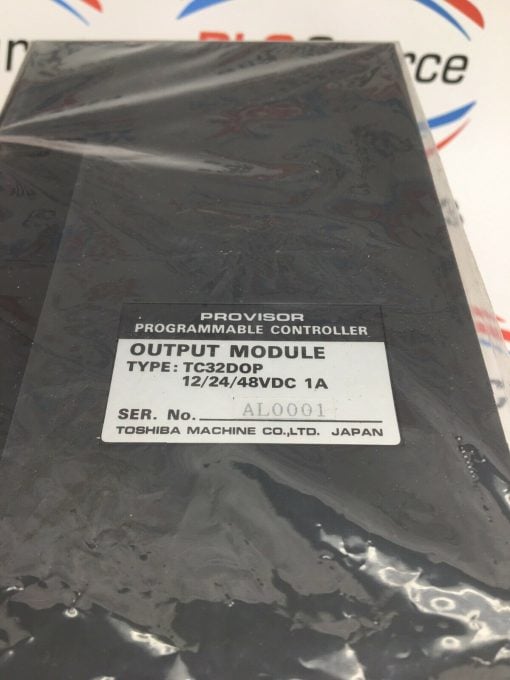 PROVISOR
PROGRAMMABLE CONTROLLER
OUTPUT MODULE
TYPE: TC32DOP
12/24/48VDC 1A
SER. No. AL0001
TOSHIBA MACHINE CO.,LTD. JAPAN